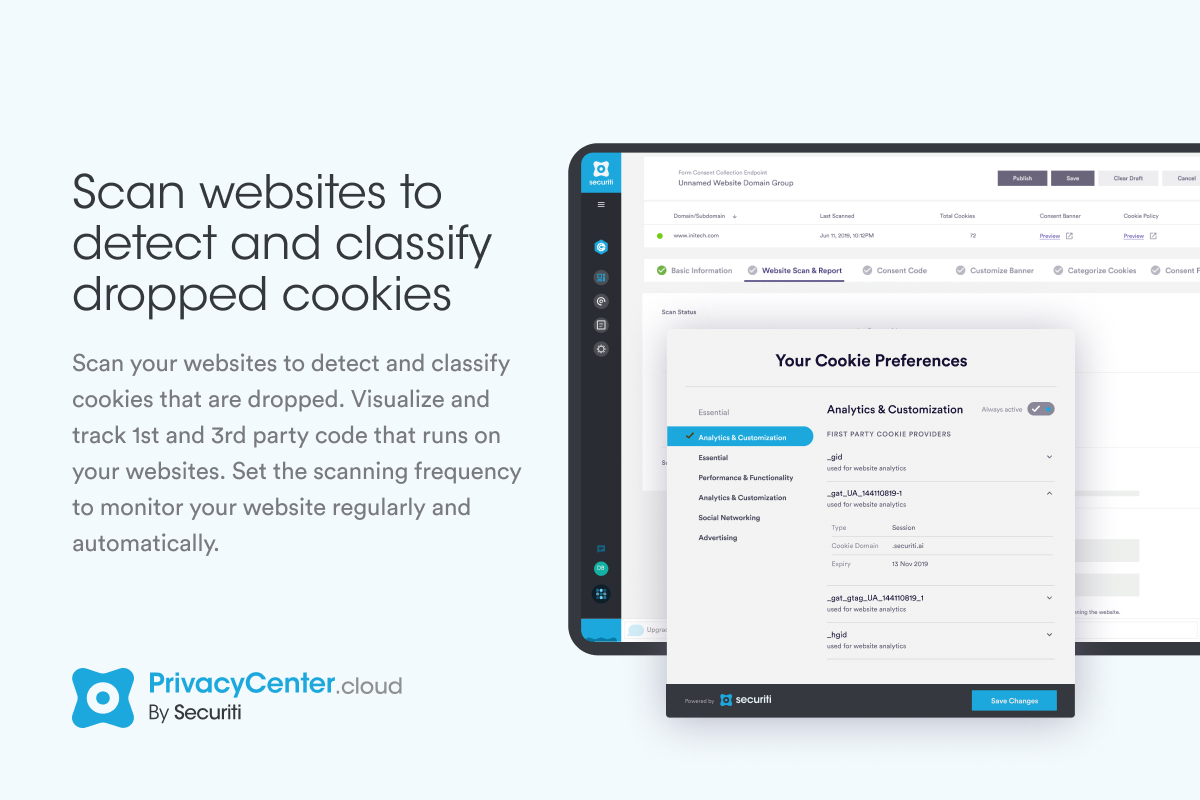 Scan websites to
detect and classify
dropped cookies
Scan your websites to detect and classify
cookies that are dropped. Visualize and
track 1st and 3rd party code that runs on
your websites. Set the scanning frequency
to monitor your website regularly and
automatically.
PrivacyCenter.cloud
By Securiti
securiti
Form Consent Collection Endpoint
Unnamed Website Domain Group
Publish
Save
Clear Draft
Cancel
Domain/Subdomain
Last Scanned
Total Cookies
Consent Banner
Cookie Policy
www.initech.com
Jun 11, 2019, 10:12PM
72
Preview
Preview
Basic Information
Website Scan & Report
Consent Code
Customize Banner
Categorize Cookies
Consent
Scan Status
DB
Your Cookie Preferences
Essential
Analytics & Customization
Essential
Performance & Functionality
Analytics & Customization
Social Networking
Advertising
Analytics & Customization
Always active
FIRST PARTY COOKIE PROVIDERS
_gid
used for website analytics
_gat_UA_144110819-1
used for website analytics
Type Session
Cookie Domain .securiti.ai
Expiry 13 Nov 2019
_gat_gtag_UA_144110819_1
used for website analytics
_hgid
used for website analytics
the website.
Powered by securiti
Save Changes